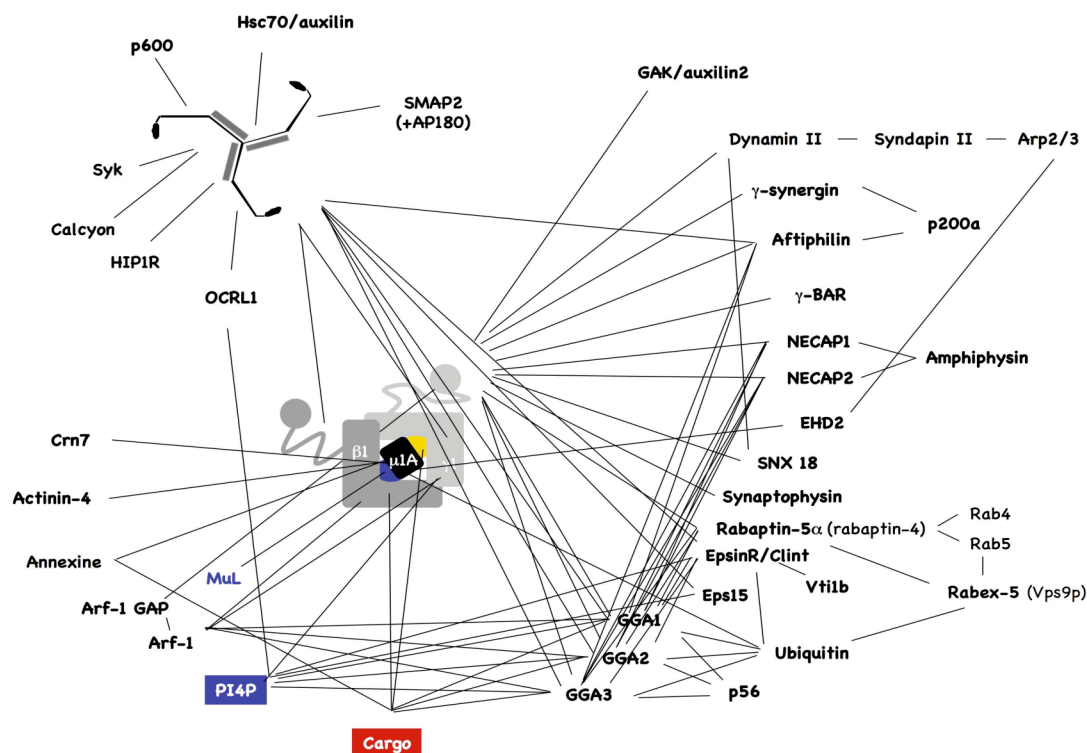 Hsc70/auxilin
p600
GAK/auxilin2
SMAP2
(+AP180)
Dynamin II
Syndapin II
Arp2/3
Syk
γ-synergin
p200a
Calcyon
Aftiphilin
HIP1R
OCRL1
γ-BAR
NECAP1
Amphiphysin
NECAP2
EHD2
Crn7
β1
μ1A
SNX 18
Actinin-4
Synaptophysin
Rab4
Rabaptin-5α (rabaptin-4)
Rab5
Annexine
EpsinR/Clint
MuL
Vti1b
Rabex-5 (Vps9p)
Eps15
Arf-1 GAP
GGA1
Arf-1
Ubiquitin
GGA2
PI4P
GGA3
p56
Cargo